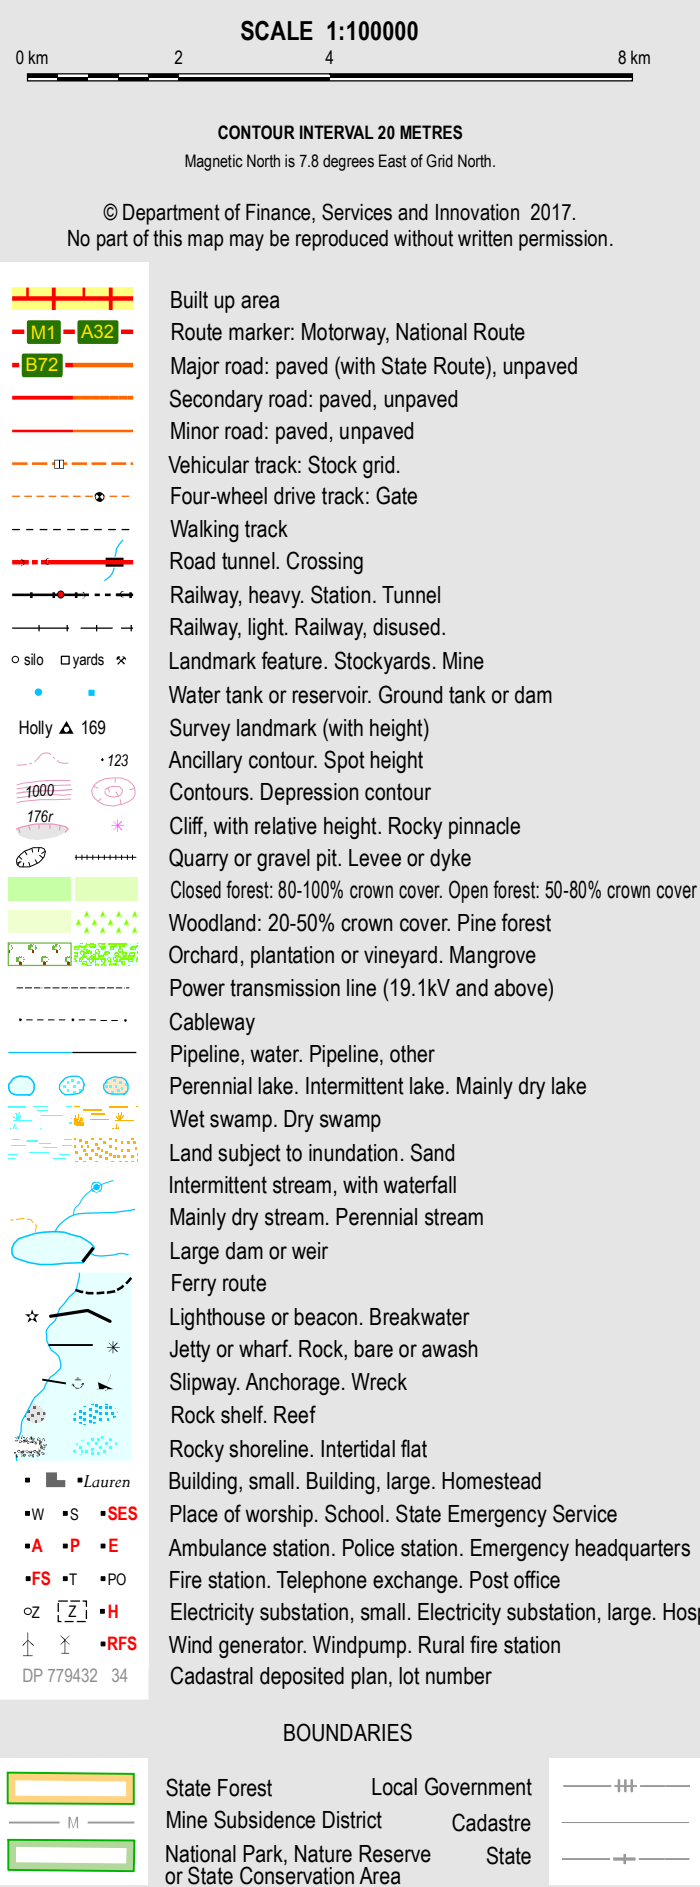 SCALE 1:100000
0 km 2 4 8 km
CONTOUR INTERVAL 20 METRES
Magnetic North is 7.8 degrees East of Grid North.
© Department of Finance, Services and Innovation 2017.
No part of this map may be reproduced without written permission.
Built up area
M1 A32 Route marker: Motorway, National Route
B72 Major road: paved (with State Route), unpaved
Secondary road: paved, unpaved
Minor road: paved, unpaved
Vehicular track: Stock grid.
Four-wheel drive track: Gate
Walking track
Road tunnel. Crossing
Railway, heavy. Station. Tunnel
Railway, light. Railway, disused.
silo yards Landmark feature. Stockyards. Mine
Water tank or reservoir. Ground tank or dam
Holly 169 Survey landmark (with height)
123 Ancillary contour. Spot height
1000 Contours. Depression contour
176r Cliff, with relative height. Rocky pinnacle
Quarry or gravel pit. Levee or dyke
Closed forest: 80-100% crown cover. Open forest: 50-80% crown cover
Woodland: 20-50% crown cover. Pine forest
Orchard, plantation or vineyard. Mangrove
Power transmission line (19.1kV and above)
Cableway
Pipeline, water. Pipeline, other
Perennial lake. Intermittent lake. Mainly dry lake
Wet swamp. Dry swamp
Land subject to inundation. Sand
Intermittent stream, with waterfall
Mainly dry stream. Perennial stream
Large dam or weir
Ferry route
Lighthouse or beacon. Breakwater
Jetty or wharf. Rock, bare or awash
Slipway. Anchorage. Wreck
Rock shelf. Reef
Rocky shoreline. Intertidal flat
Lauren Building, small. Building, large. Homestead
W S SES Place of worship. School. State Emergency Service
A P E Ambulance station. Police station. Emergency headquarters
FS T PO Fire station. Telephone exchange. Post office
Z Z H Electricity substation, small. Electricity substation, large. Hosp
RFS Wind generator. Windpump. Rural fire station
DP 779432 34 Cadastral deposited plan, lot number
BOUNDARIES
State Forest Local Government
M Mine Subsidence District Cadastre
National Park, Nature Reserve State
or State Conservation Area